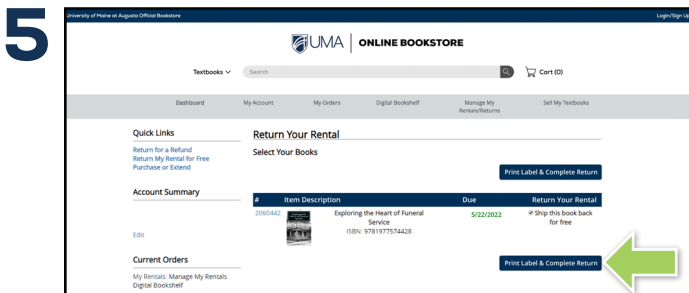 5
University of Maine at Augusta Official Bookstore
Login/Sign Up
UMA | ONLINE BOOKSTORE
Textbooks
Search
Cart (0)
Dashboard
My Account
My Orders
Digital Bookshelf
Manage My
Rentals/Returns
Sell My Textbooks
Quick Links
Return for a Refund
Return My Rental for Free
Purchase or Extend
Account Summary
Edit
Current Orders
My Rentals: Manage My Rentals
Digital Bookshelf
Return Your Rental
Select Your Books
Print Label & Complete Return
# Item Description Due Return Your Rental
2060442
Exploring the Heart of Funeral
Service
ISBN: 9781977574428
5/22/2022
Ship this book back
for free
Print Label & Complete Return